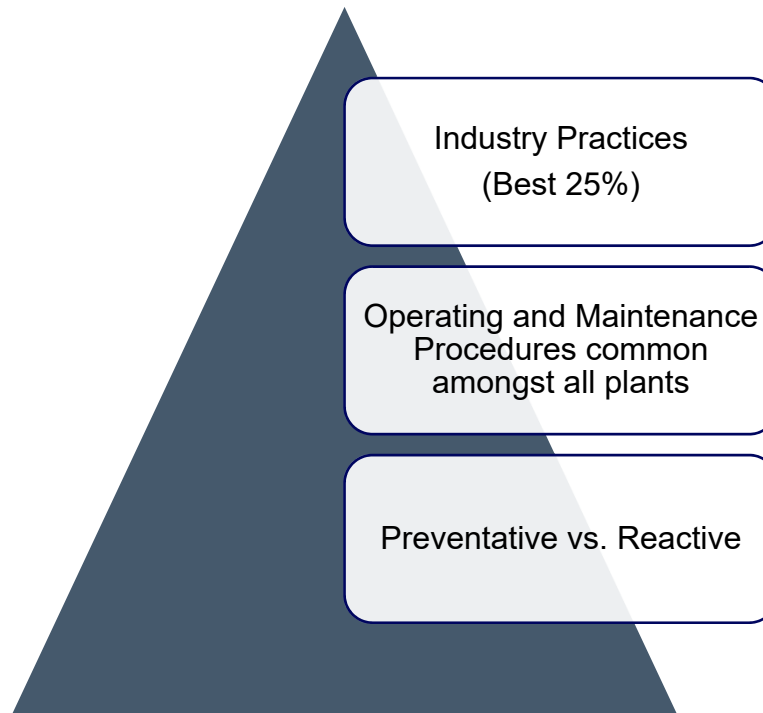 Industry Practices
(Best 25%)
Operating and Maintenance
Procedures common
amongst all plants
Preventative vs. Reactive